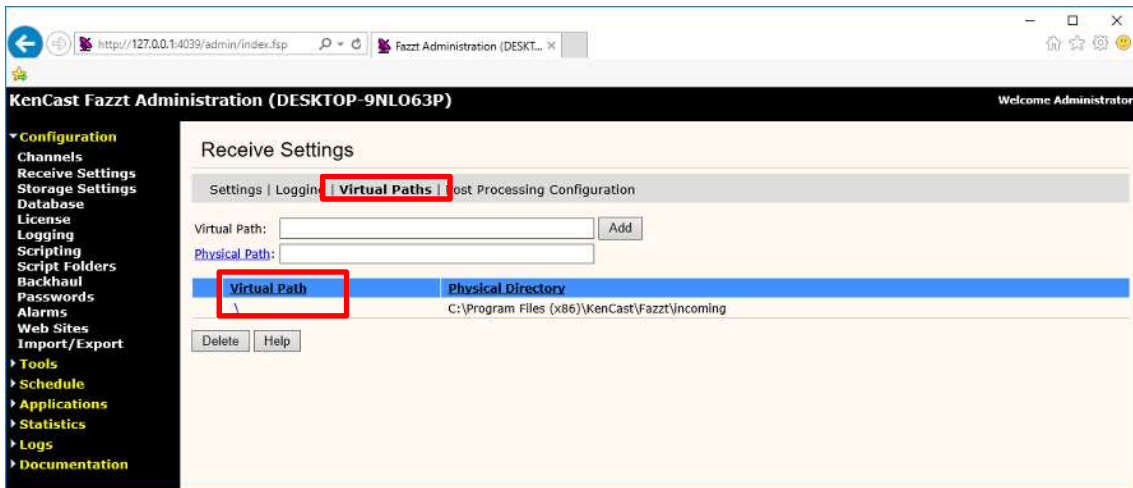 http://127.0.0.1:4039/admin/index.fsp
Fazzt Administration (DESKT...
KenCast Fazzt Administration (DESKTOP-9NLO63P)
Welcome Administrator
Configuration
Channels
Receive Settings
Storage Settings
Database
License
Logging
Scripting
Script Folders
Backhaul
Passwords
Alarms
Web Sites
Import/Export
Tools
Schedule
Applications
Statistics
Logs
Documentation
Receive Settings
Settings | Logging | Virtual Paths | Post Processing Configuration
Virtual Path:
Add
Physical Path:
Virtual Path Physical Directory
\ C:\Program Files (x86)\KenCast\Fazzt\incoming
Delete Help